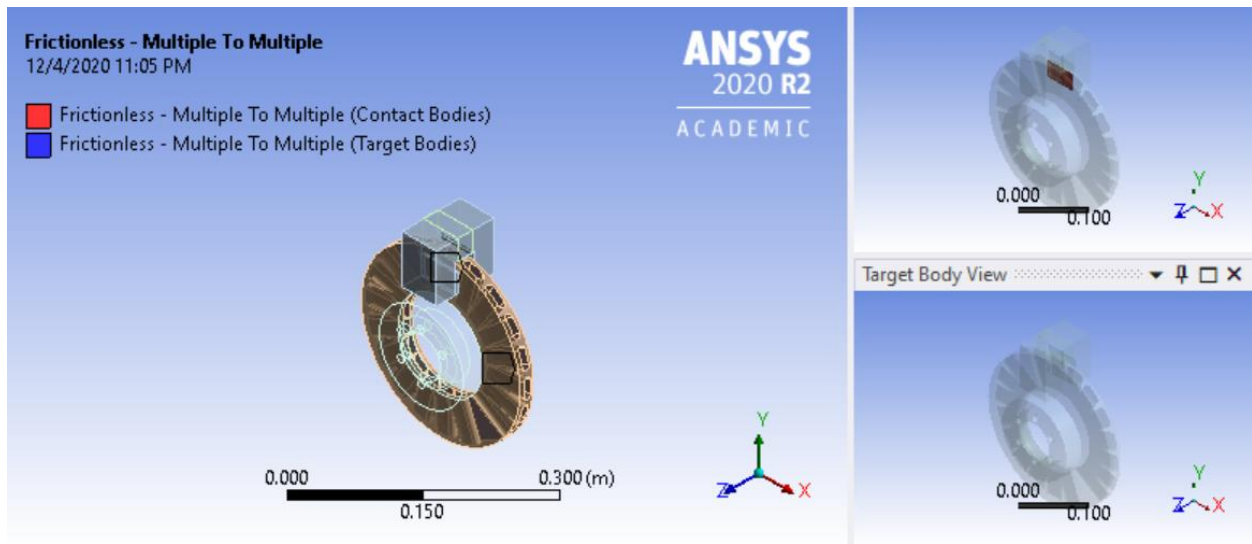 Frictionless - Multiple To Multiple
12/4/2020 11:05 PM
Frictionless - Multiple To Multiple (Contact Bodies)
Frictionless - Multiple To Multiple (Target Bodies)
ANSYS
2020 R2
ACADEMIC
0.000
0.300 (m)
0.150
Y
Z
X
0.000
0.100
Y
Z
X
Target Body View
0.000
0.100
Y
Z
X